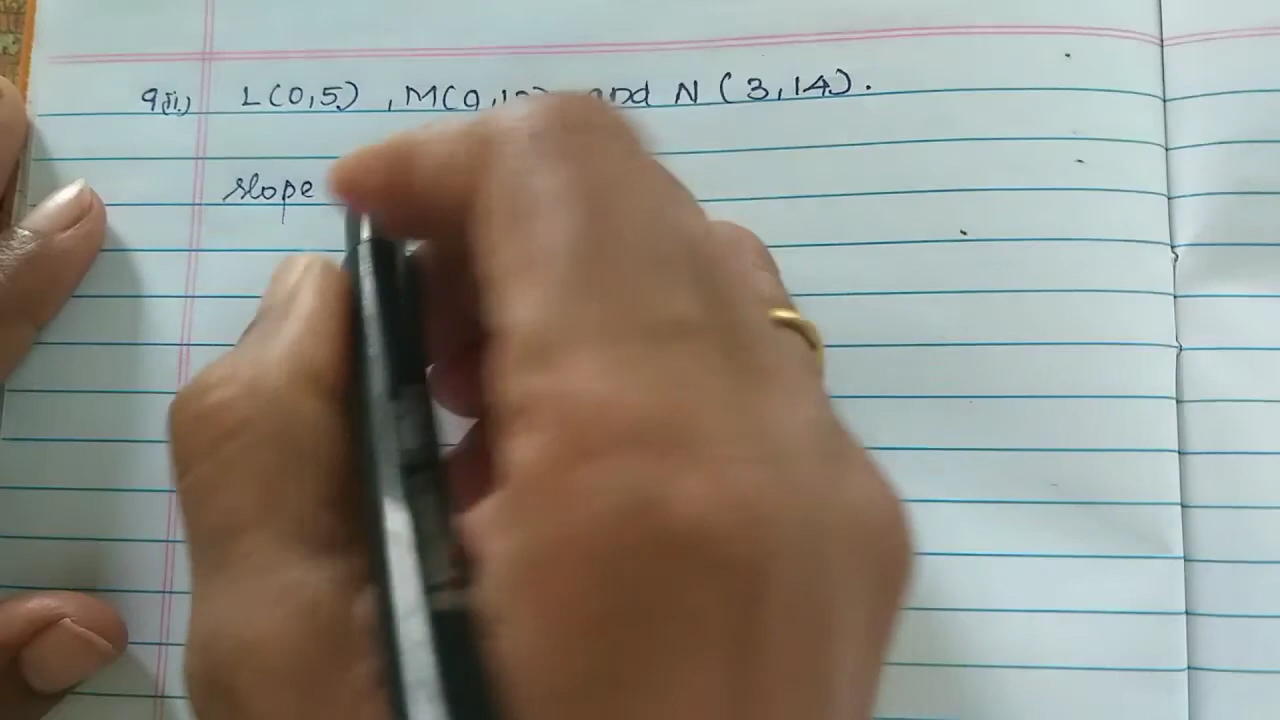 9(ii.) L(0,5) , M(9, and N (3,14).
slope